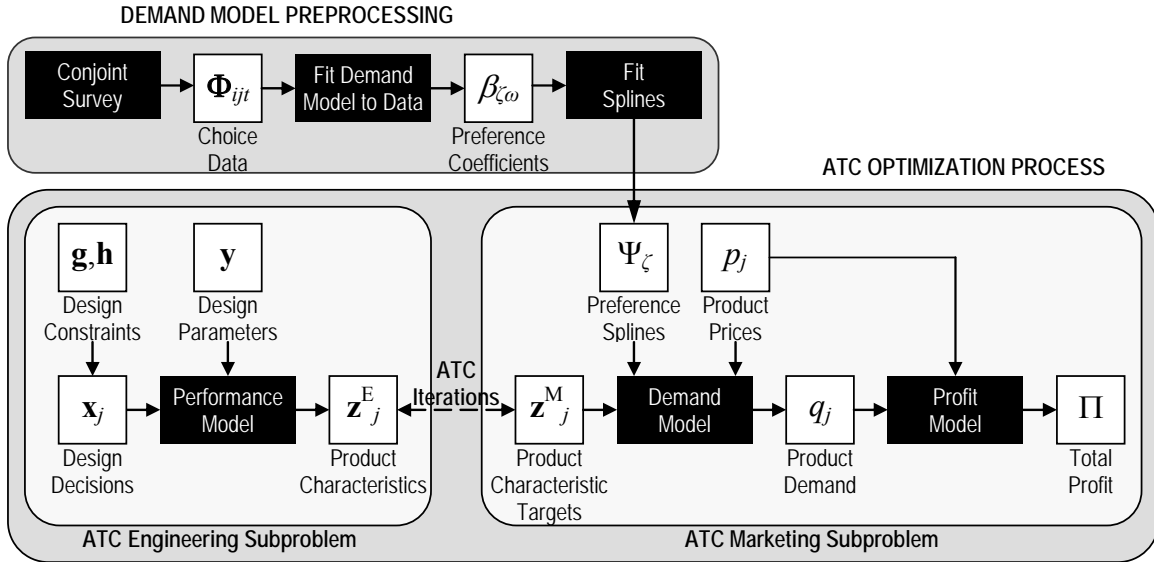 DEMAND MODEL PREPROCESSING
Conjoint
Survey
Φijt
Choice
Data
Fit Demand
Model to Data
βζω
Preference
Coefficients
Fit
Splines
ATC OPTIMIZATION PROCESS
g,h
Design
Constraints
y
Design
Parameters
xj
Design
Decisions
Performance
Model
zEj
Product
Characteristics
ATC Engineering Subproblem
ATC
Iterations
Ψζ
Preference
Splines
pj
Product
Prices
zMj
Product
Characteristic
Targets
Demand
Model
qj
Product
Demand
Profit
Model
Π
Total
Profit
ATC Marketing Subproblem